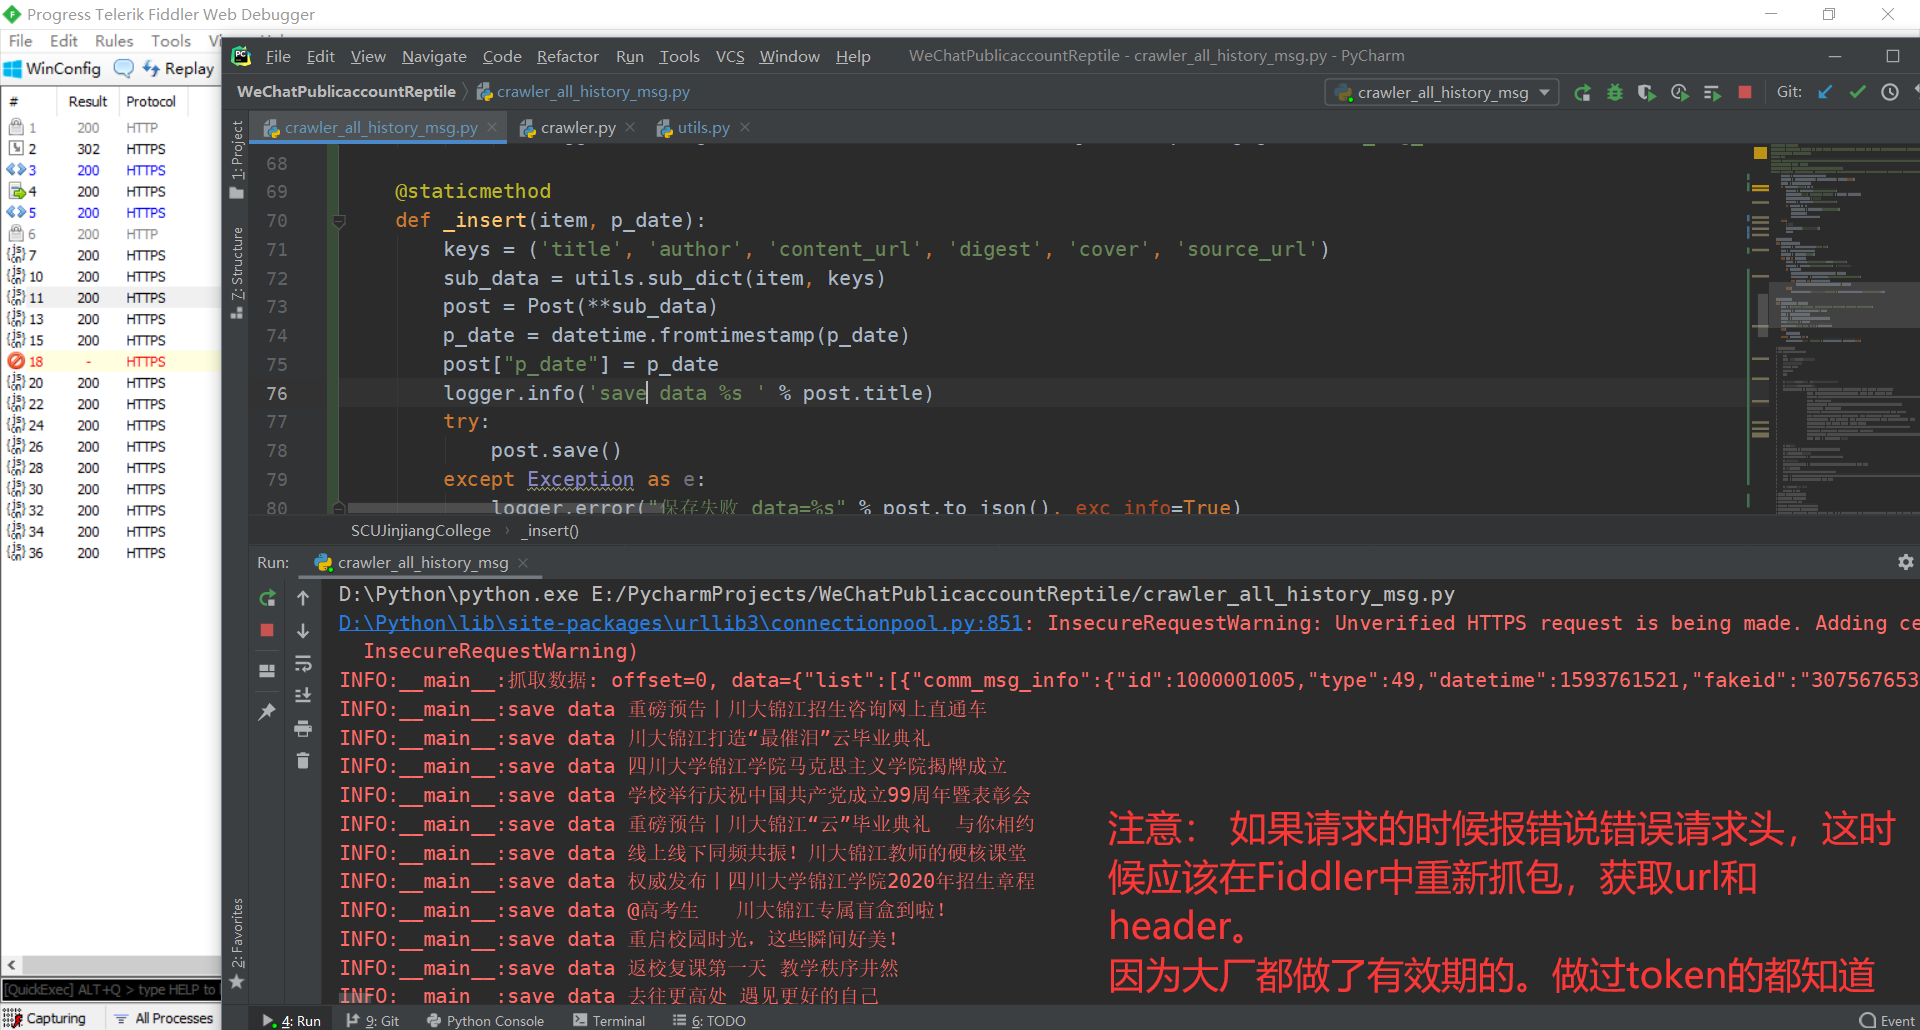 Progress Telerik Fiddler Web Debugger
File Edit Rules Tools
WinConfig Replay
# Result Protocol
1 200 HTTP
2 302 HTTPS
3 200 HTTPS
4 200 HTTPS
5 200 HTTPS
6 200 HTTP
7 200 HTTPS
10 200 HTTPS
11 200 HTTPS
13 200 HTTPS
15 200 HTTPS
18 - HTTPS
20 200 HTTPS
22 200 HTTPS
24 200 HTTPS
26 200 HTTPS
28 200 HTTPS
30 200 HTTPS
32 200 HTTPS
34 200 HTTPS
36 200 HTTPS
[QuickExec] ALT+Q > type HELP to
Capturing All Processes
File Edit View Navigate Code Refactor Run Tools VCS Window Help WeChatPublicaccountReptile - crawler_all_history_msg.py - PyCharm
WeChatPublicaccountReptile crawler_all_history_msg.py crawler_all_history_msg Git:
1: Project
7: Structure
2: Favorites
crawler_all_history_msg.py crawler.py utils.py
68
69 @staticmethod
70 def _insert(item, p_date):
71 keys = ('title', 'author', 'content_url', 'digest', 'cover', 'source_url')
72 sub_data = utils.sub_dict(item, keys)
73 post = Post(**sub_data)
74 p_date = datetime.fromtimestamp(p_date)
75 post["p_date"] = p_date
76 logger.info('save data %s ' % post.title)
77 try:
78 post.save()
79 except Exception as e:
80 logger.error("保存失败 data=%s" % post.to_json(), exc_info=True)
SCUJinjiangCollege › _insert()
Run: crawler_all_history_msg
D:\Python\python.exe E:/PycharmProjects/WeChatPublicaccountReptile/crawler_all_history_msg.py
D:\Python\lib\site-packages\urllib3\connectionpool.py:851: InsecureRequestWarning: Unverified HTTPS request is being made. Adding ce
InsecureRequestWarning)
INFO:__main__:抓取数据: offset=0, data={"list":[{"comm_msg_info":{"id":1000001005,"type":49,"datetime":1593761521,"fakeid":"307567653
INFO:__main__:save data 重磅预告丨川大锦江招生咨询网上直通车
INFO:__main__:save data 川大锦江打造“最催泪”云毕业典礼
INFO:__main__:save data 四川大学锦江学院马克思主义学院揭牌成立
INFO:__main__:save data 学校举行庆祝中国共产党成立99周年暨表彰会
INFO:__main__:save data 重磅预告丨川大锦江“云”毕业典礼 与你相约
INFO:__main__:save data 线上线下同频共振！川大锦江教师的硬核课堂
INFO:__main__:save data 权威发布丨四川大学锦江学院2020年招生章程
INFO:__main__:save data @高考生 川大锦江专属盲盒到啦！
INFO:__main__:save data 重启校园时光，这些瞬间好美！
INFO:__main__:save data 返校复课第一天 教学秩序井然
INFO:__main__:save data 去往更高处 遇见更好的自己
注意： 如果请求的时候报错说错误请求头，这时
候应该在Fiddler中重新抓包，获取url和
header。
因为大厂都做了有效期的。做过token的都知道
4: Run 9: Git Python Console Terminal 6: TODO Event